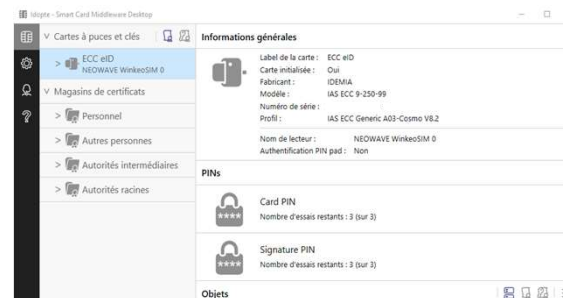 Idopte - Smart Card Middleware Desktop
Cartes à puces et clés
ECC eID
NEOWAVE WinkeoSIM 0
Magasins de certificats
Personnel
Autres personnes
Autorités intermédiaires
Autorités racines
Informations générales
Label de la carte : ECC eID
Carte initialisée : Oui
Fabricant : IDEMIA
Modèle : IAS ECC 9-250-99
Numéro de série :
Profil : IAS ECC Generic A03-Cosmo V8.2
Nom de lecteur : NEOWAVE WinkeoSIM 0
Authentification PIN pad : Non
PINs
Card PIN
Nombre d'essais restants : 3 (sur 3)
Signature PIN
Nombre d'essais restants : 3 (sur 3)
Objets